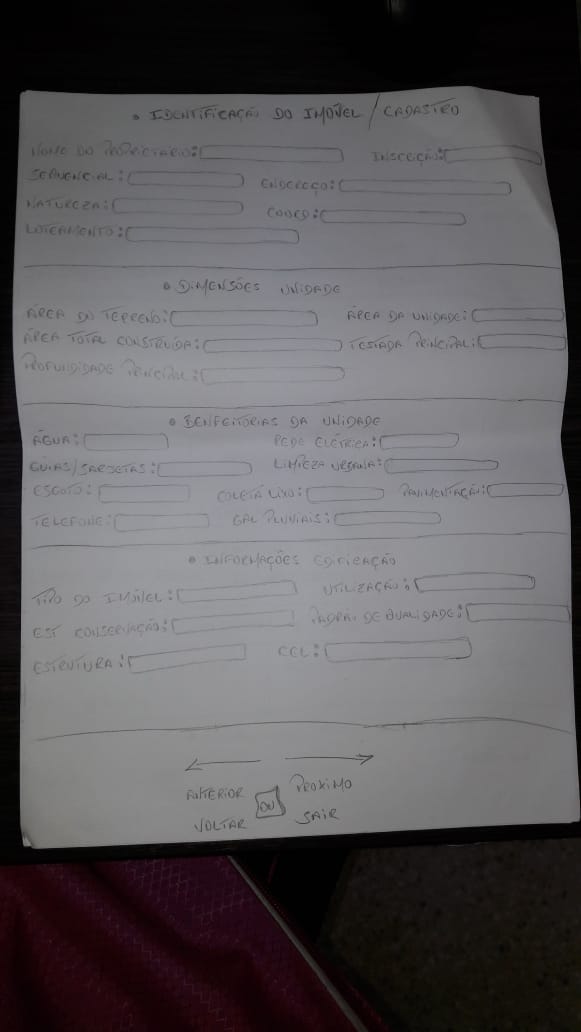 • IDENTIFICAÇÃO DO IMÓVEL / CADASTRO
NOME DO PROPRIETÁRIO: INSCRIÇÃO:
SEQUENCIAL: ENDEREÇO:
NATUREZA: COORD:
LOTEAMENTO:
• DIMENSÕES UNIDADE
ÁREA DO TERRENO: ÁREA DA UNIDADE:
ÁREA TOTAL CONSTRUÍDA: TESTADA PRINCIPAL:
PROFUNDIDADE PRINCIPAL:
• BENFEITORIAS DA UNIDADE
ÁGUA: REDE ELÉTRICA:
GUIAS/SARJETAS: LIMPEZA URBANA:
ESGOTO: COLETA LIXO: PAVIMENTAÇÃO:
TELEFONE: GAL PLUVIAIS:
• INFORMAÇÕES EDIFICAÇÃO
TIPO DO IMÓVEL: UTILIZAÇÃO:
EST CONSERVAÇÃO: PADRÃO DE QUALIDADE:
ESTRUTURA: CEL:
ANTERIOR PROXIMO
OU
VOLTAR SAIR